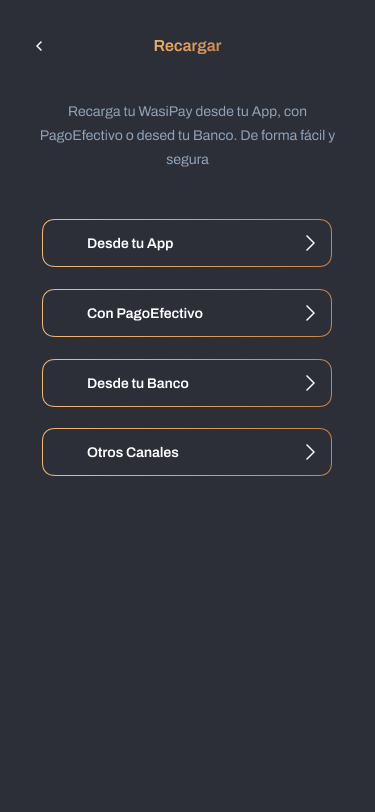 Recargar
Recarga tu WasiPay desde tu App, con
PagoEfectivo o desed tu Banco. De forma fácil y
segura
Desde tu App
Con PagoEfectivo
Desde tu Banco
Otros Canales